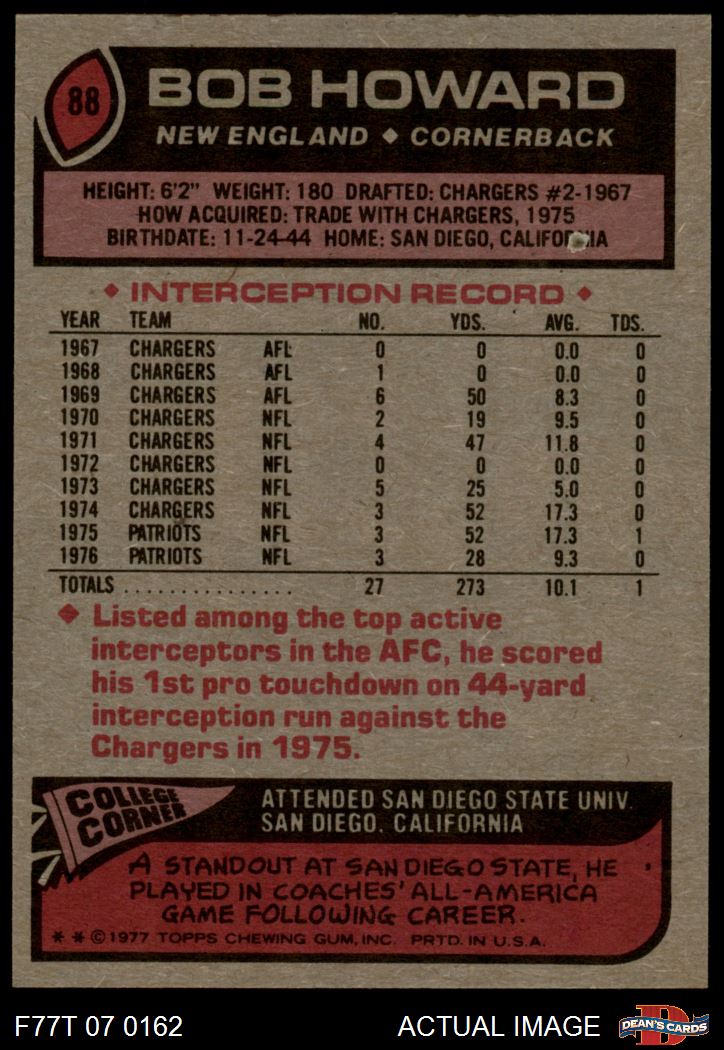 88
BOB HOWARD
NEW ENGLAND ◆ CORNERBACK
HEIGHT: 6'2" WEIGHT: 180 DRAFTED: CHARGERS #2-1967
HOW ACQUIRED: TRADE WITH CHARGERS, 1975
BIRTHDATE: 11-24-44 HOME: SAN DIEGO,
◆ INTERCEPTION RECORD ◆
YEAR TEAM NO. YDS. AVG. TDS.
1967 CHARGERS AFL 0 0 0.0 0
1968 CHARGERS AFL 1 0 0.0 0
1969 CHARGERS AFL 6 50 8.3 0
1970 CHARGERS NFL 2 19 9.5 0
1971 CHARGERS NFL 4 47 11.8 0
1972 CHARGERS NFL 0 0 0.0 0
1973 CHARGERS NFL 5 25 5.0 0
1974 CHARGERS NFL 3 52 17.3 0
1975 PATRIOTS NFL 3 52 17.3 1
1976 PATRIOTS NFL 3 28 9.3 0
TOTALS ................ 27 273 10.1 1
◆ Listed among the top active
interceptors in the AFC, he scored
his 1st pro touchdown on 44-yard
interception run against the
Chargers in 1975.
COLLEGE
CORNER
ATTENDED SAN DIEGO STATE UNIV.
SAN DIEGO, CALIFORNIA
A STANDOUT AT SAN DIEGO STATE, HE
PLAYED IN COACHES' ALL-AMERICA
GAME FOLLOWING CAREER.
* * © 1977 TOPPS CHEWING GUM, INC. PRTD. IN U.S.A.
F77T 07 0162
ACTUAL IMAGE
D
DEAN'S CARDS